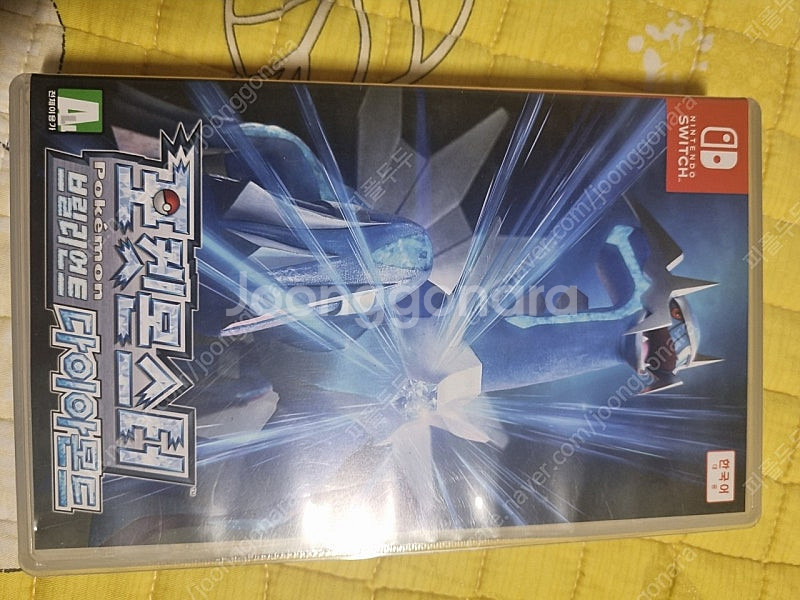 NINTENDO
SWITCH™
포켓몬스터
Pokémon
브릴리언트 다이아몬드
전체이용가
한국어
Joonggonara